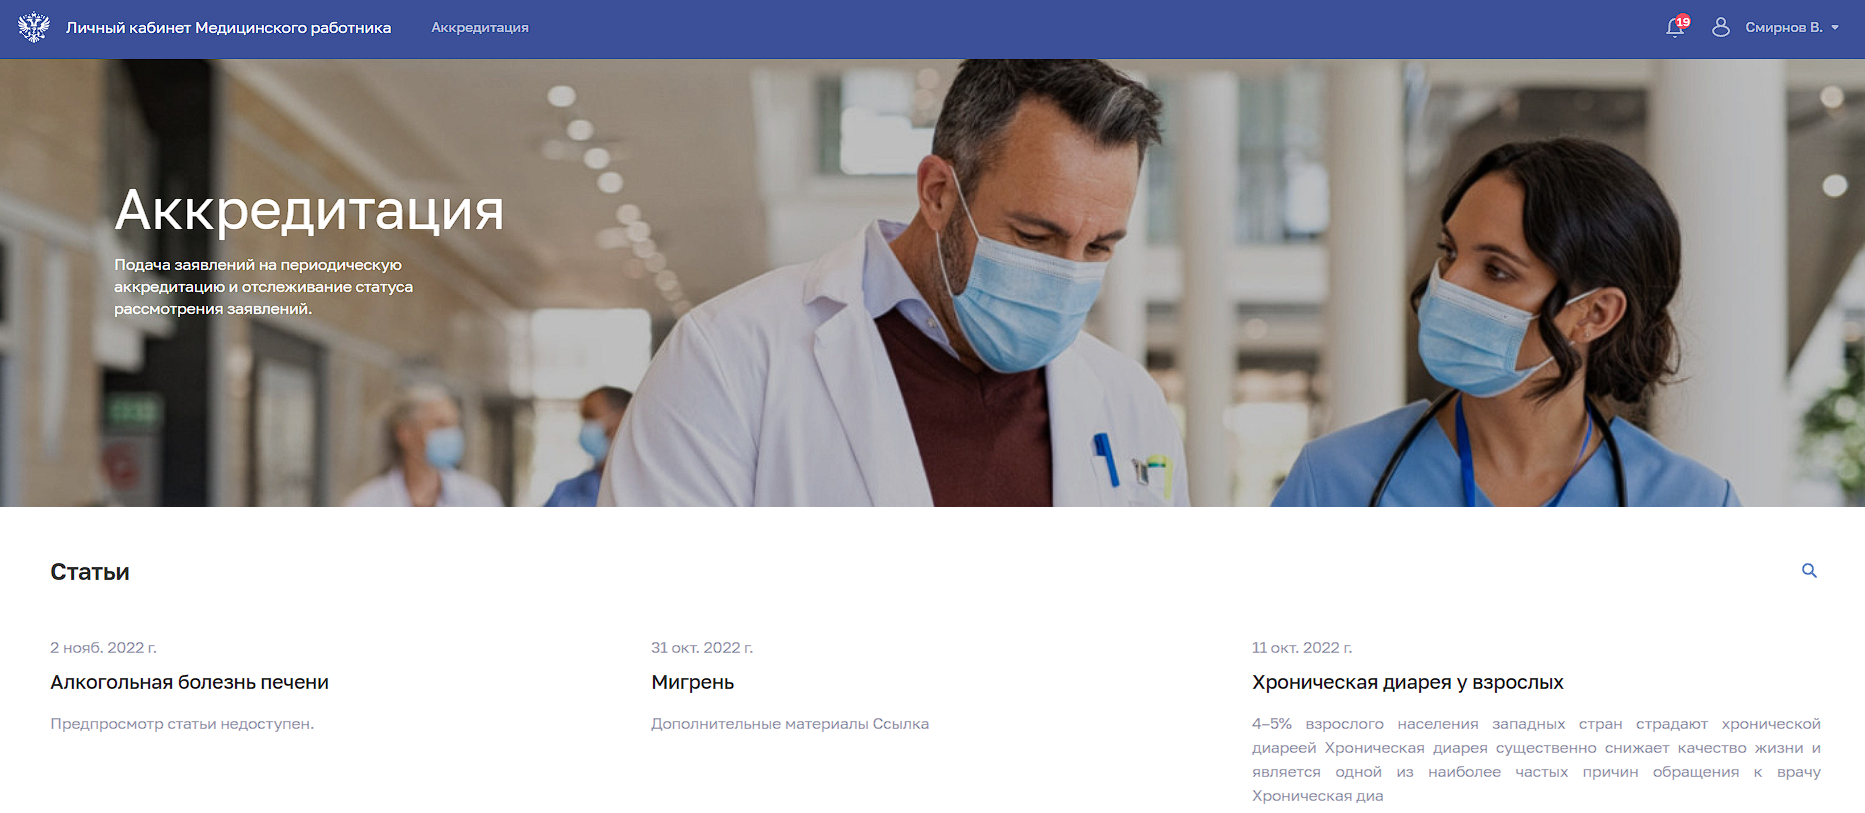 Личный кабинет Медицинского работника
Аккредитация
19
Смирнов В.
Аккредитация
Подача заявлений на периодическую
аккредитацию и отслеживание статуса
рассмотрения заявлений.
Статьи
2 нояб. 2022 г.
Алкогольная болезнь печени
Предпросмотр статьи недоступен.
31 окт. 2022 г.
Мигрень
Дополнительные материалы Ссылка
11 окт. 2022 г.
Хроническая диарея у взрослых
4–5% взрослого населения западных стран страдают хронической
диареей Хроническая диарея существенно снижает качество жизни и
является одной из наиболее частых причин обращения к врачу
Хроническая диа